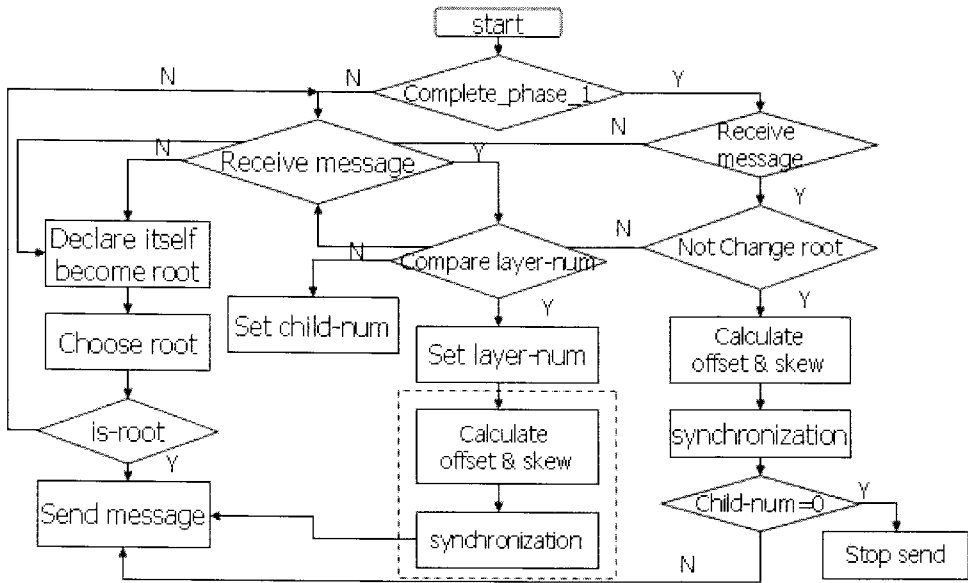 start
N
N
Complete_phase_1
Y
N
Receive message
Y
N
Receive
message
Y
Declare itself
become root
N
Compare layer-num
N
Not Change root
Set child-num
Y
Y
Choose root
Set layer-num
Calculate
offset & skew
is-root
Y
Calculate
offset & skew
synchronization
Send message
synchronization
Child-num=0
Y
N
Stop send